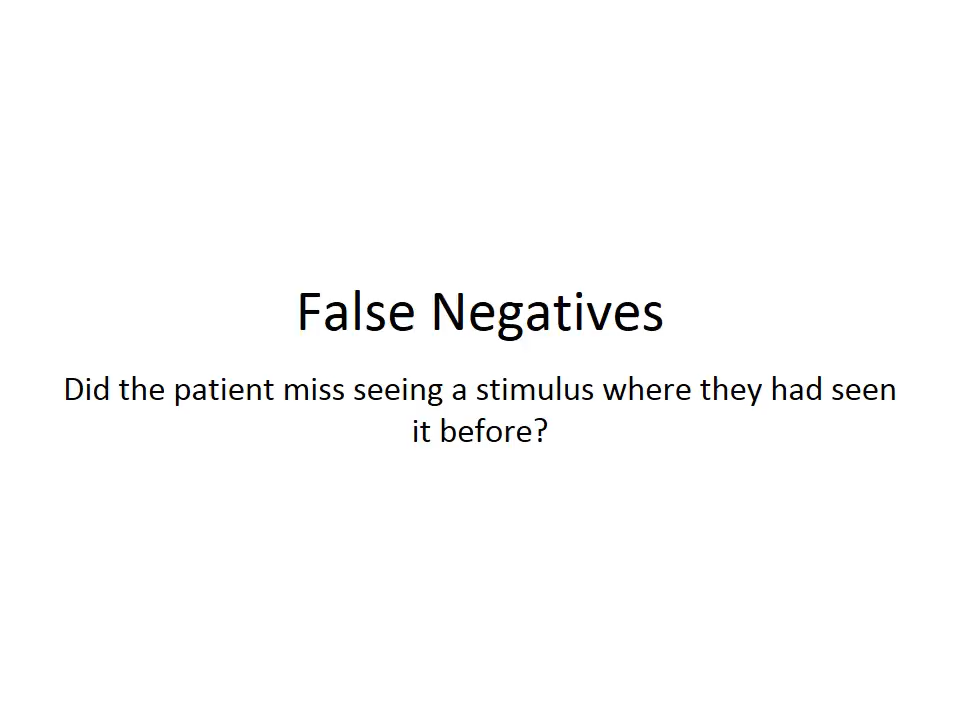 False Negatives
Did the patient miss seeing a stimulus where they had seen
it before?